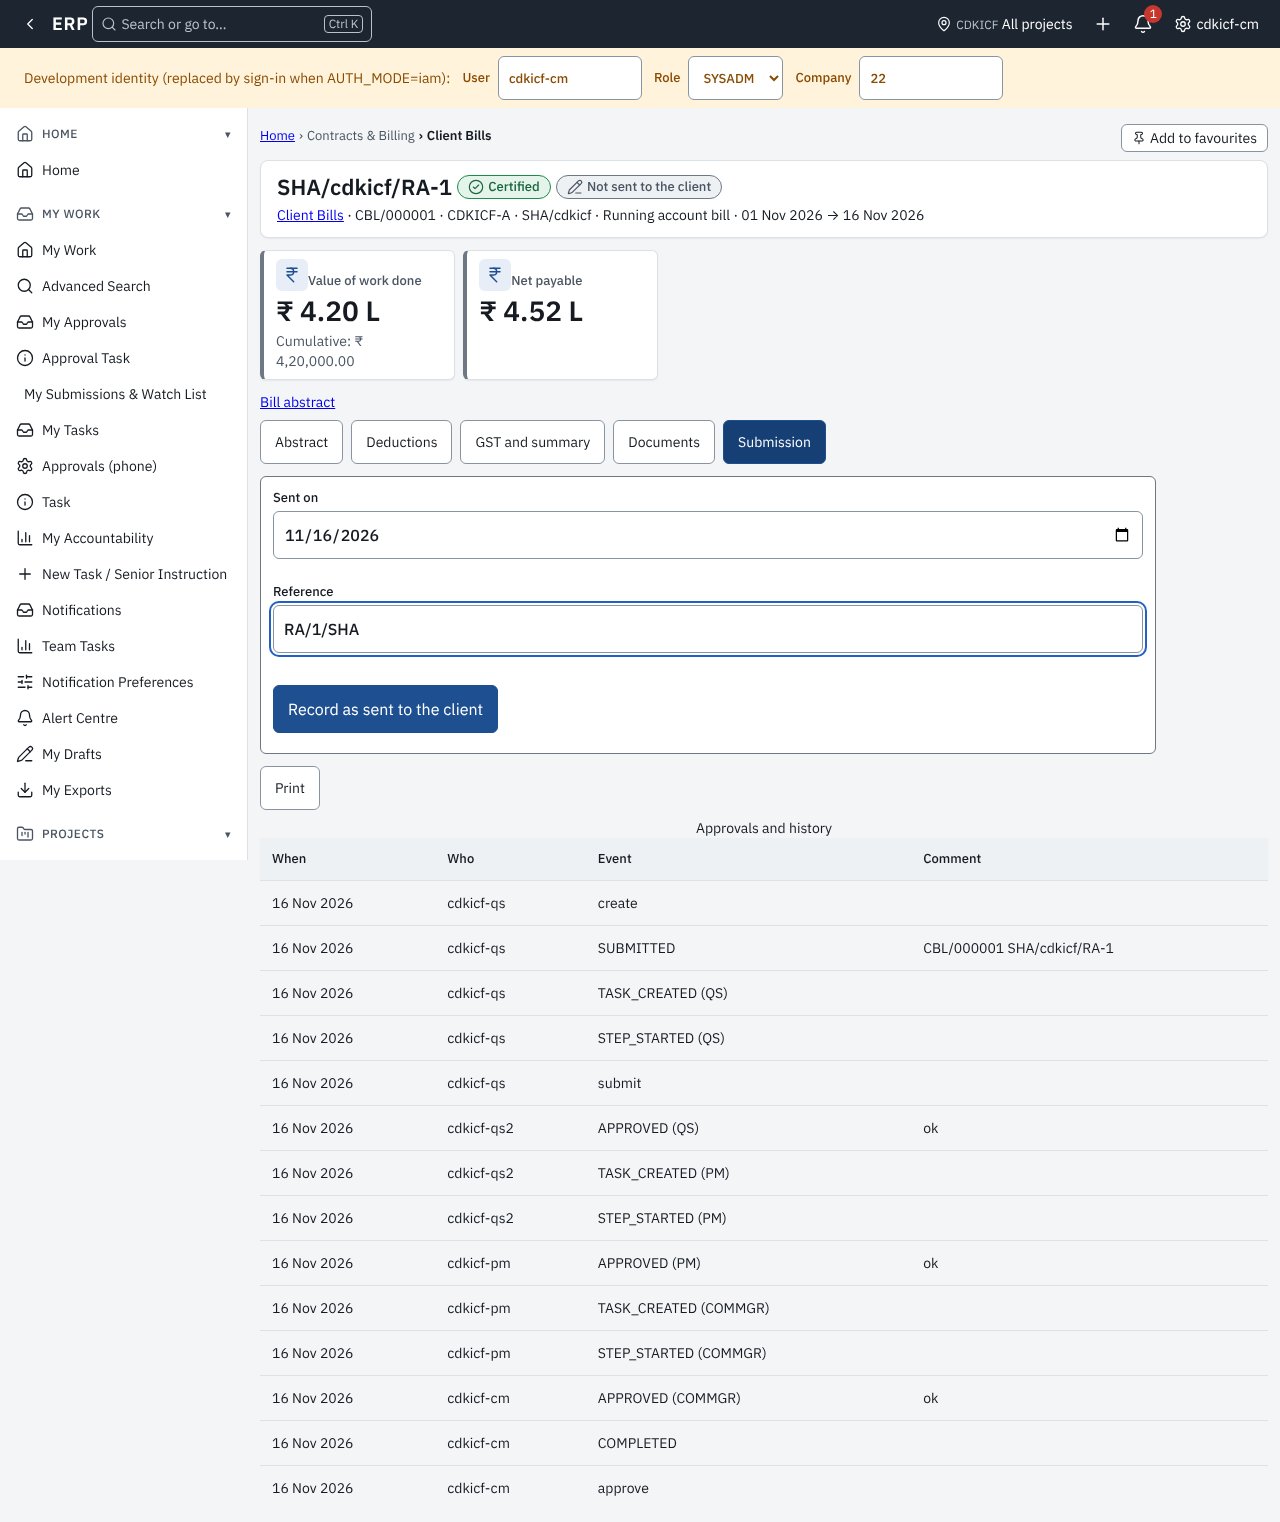 ERP
Search or go to...
Ctrl K
CDKICF All projects
1
cdkicf-cm
Development identity (replaced by sign-in when AUTH_MODE=iam):
User
cdkicf-cm
Role
SYSADM
Company
22
HOME
Home
MY WORK
My Work
Advanced Search
My Approvals
Approval Task
My Submissions & Watch List
My Tasks
Approvals (phone)
Task
My Accountability
New Task / Senior Instruction
Notifications
Team Tasks
Notification Preferences
Alert Centre
My Drafts
My Exports
PROJECTS
Home › Contracts & Billing › Client Bills
Add to favourites
SHA/cdkicf/RA-1
Certified
Not sent to the client
Client Bills · CBL/000001 · CDKICF-A · SHA/cdkicf · Running account bill · 01 Nov 2026 → 16 Nov 2026
₹ Value of work done
₹ 4.20 L
Cumulative: ₹
4,20,000.00
₹ Net payable
₹ 4.52 L
Bill abstract
Abstract
Deductions
GST and summary
Documents
Submission
Sent on
11/16/2026
Reference
RA/1/SHA
Record as sent to the client
Print
Approvals and history
When Who Event Comment
16 Nov 2026 cdkicf-qs create
16 Nov 2026 cdkicf-qs SUBMITTED CBL/000001 SHA/cdkicf/RA-1
16 Nov 2026 cdkicf-qs TASK_CREATED (QS)
16 Nov 2026 cdkicf-qs STEP_STARTED (QS)
16 Nov 2026 cdkicf-qs submit
16 Nov 2026 cdkicf-qs2 APPROVED (QS) ok
16 Nov 2026 cdkicf-qs2 TASK_CREATED (PM)
16 Nov 2026 cdkicf-qs2 STEP_STARTED (PM)
16 Nov 2026 cdkicf-pm APPROVED (PM) ok
16 Nov 2026 cdkicf-pm TASK_CREATED (COMMGR)
16 Nov 2026 cdkicf-pm STEP_STARTED (COMMGR)
16 Nov 2026 cdkicf-cm APPROVED (COMMGR) ok
16 Nov 2026 cdkicf-cm COMPLETED
16 Nov 2026 cdkicf-cm approve